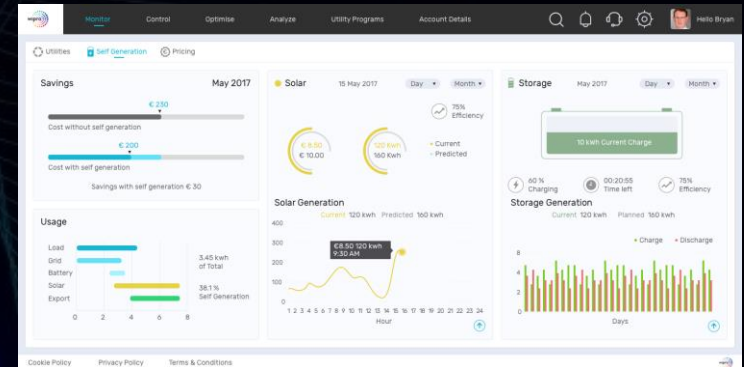 wipro
Monitor Control Optimise Analyze Utility Programs Account Details Hello Bryan
Utilities Self Generation Pricing
Savings May 2017
€ 230
Cost without self generation
€ 200
Cost with self generation
Savings with self generation € 30
Usage
Load
Grid
Battery
Solar
Export
3.45 kwh
of Total
38.1 %
Self Generation
0 2 4 6 8
Solar 15 May 2017 Day Month
75%
Efficiency
€ 8.50
€ 10.00
120 Kwh
160 Kwh
Current
Predicted
Solar Generation
Current 120 kwh Predicted 160 kwh
400
300
200
100
0
€8.50 120 kwh
9:30 AM
1 2 3 4 5 6 7 8 9 10 11 12 13 14 15 16 17 18 19 20 21 22 23 24
Hour
Storage May 2017 Day Month
10 kwh Current Charge
60 %
Charging
00:20:55
Time left
75%
Efficiency
Storage Generation
Current 120 kwh Planned 160 kwh
Charge Discharge
8
4
2
0
Days
Cookie Policy Privacy Policy Terms & Conditions